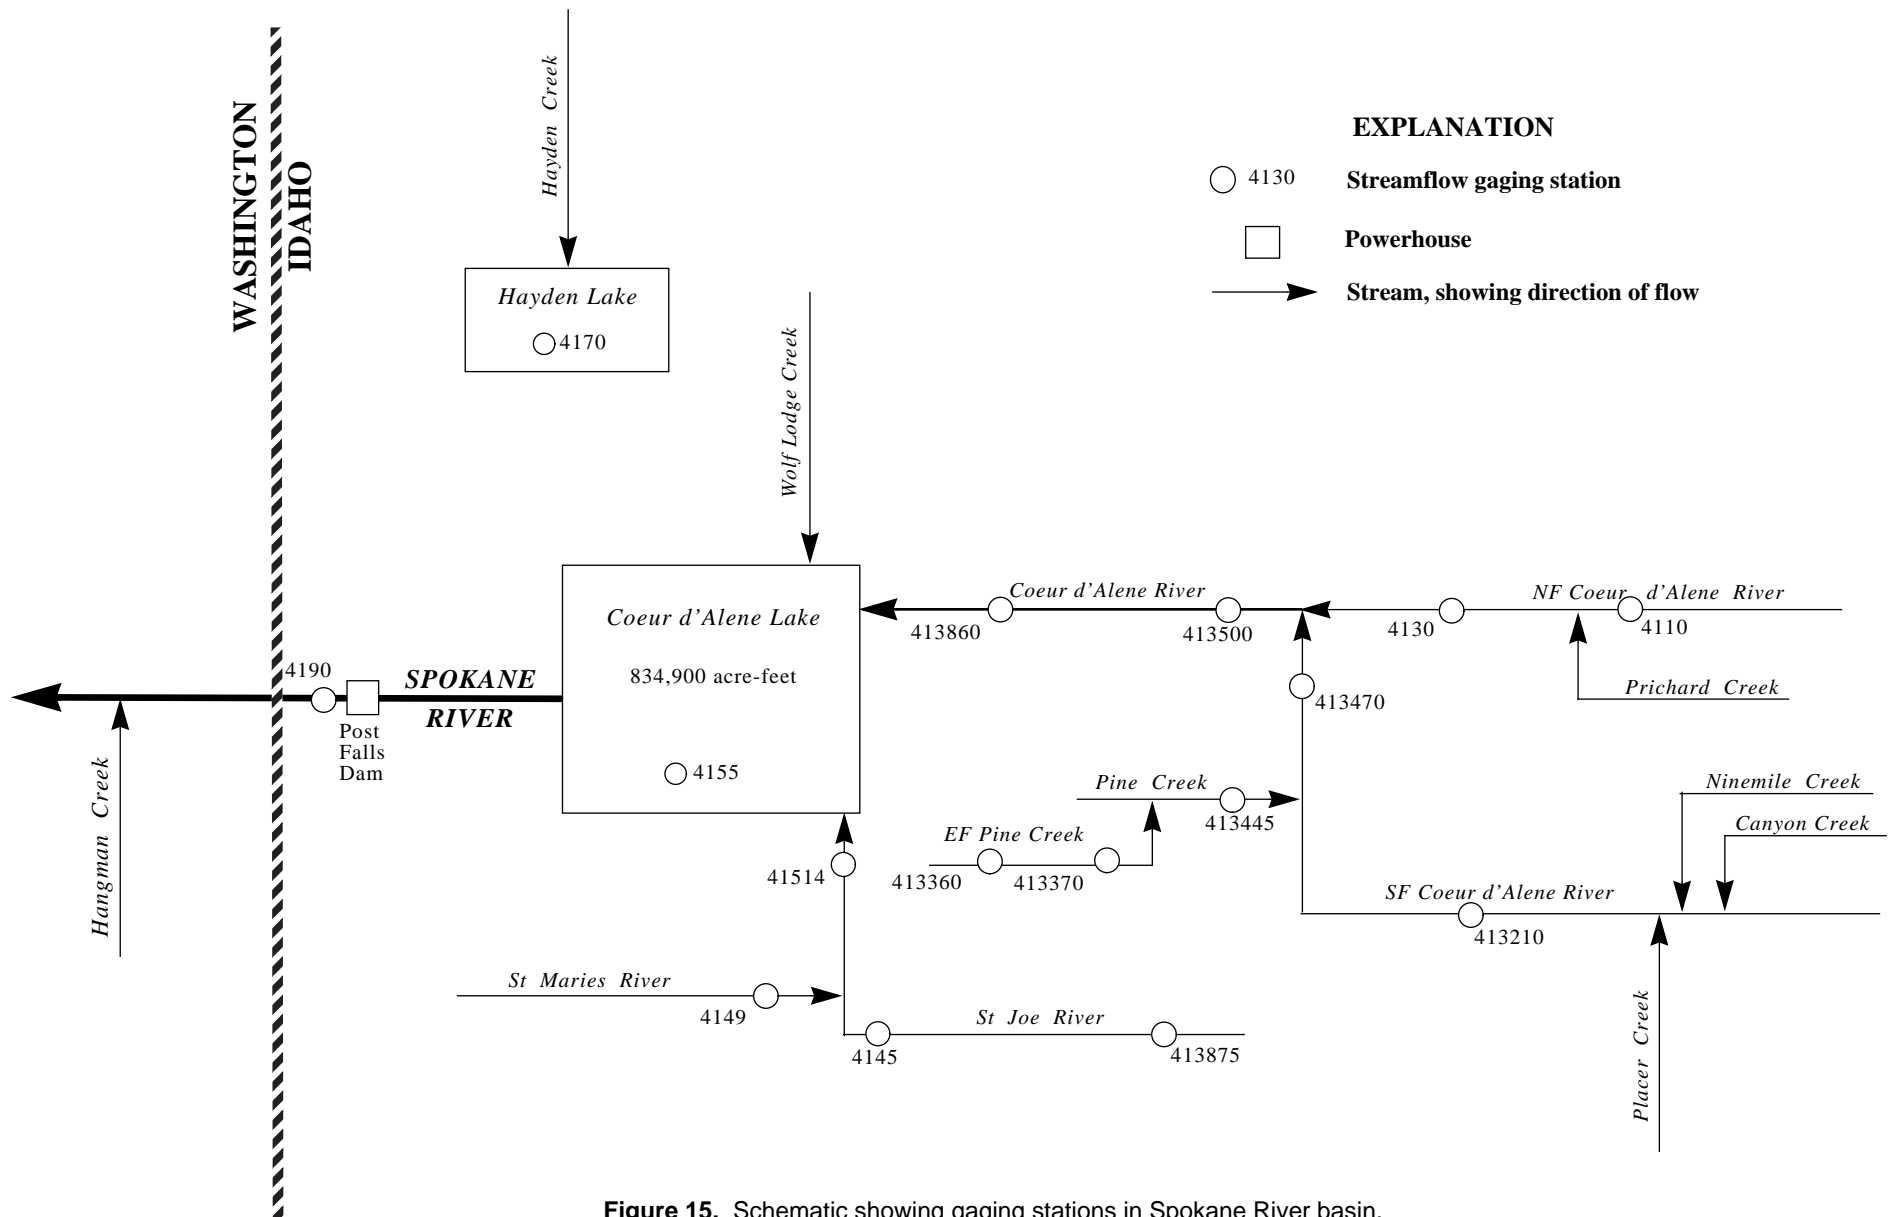 WASHINGTON
IDAHO
Hayden Creek
Hayden Lake
4170
EXPLANATION
4130 Streamflow gaging station
Powerhouse
Stream, showing direction of flow
Wolf Lodge Creek
Coeur d'Alene Lake
834,900 acre-feet
4155
Coeur d'Alene River
413860
413500
NF Coeur d'Alene River
4130
4110
Prichard Creek
413470
4190
SPOKANE
RIVER
Post
Falls
Dam
Hangman Creek
Pine Creek
413445
EF Pine Creek
413360
413370
Ninemile Creek
Canyon Creek
SF Coeur d'Alene River
413210
Placer Creek
41514
St Maries River
4149
St Joe River
4145
413875
Figure 15. Schematic showing gaging stations in Spokane River basin.